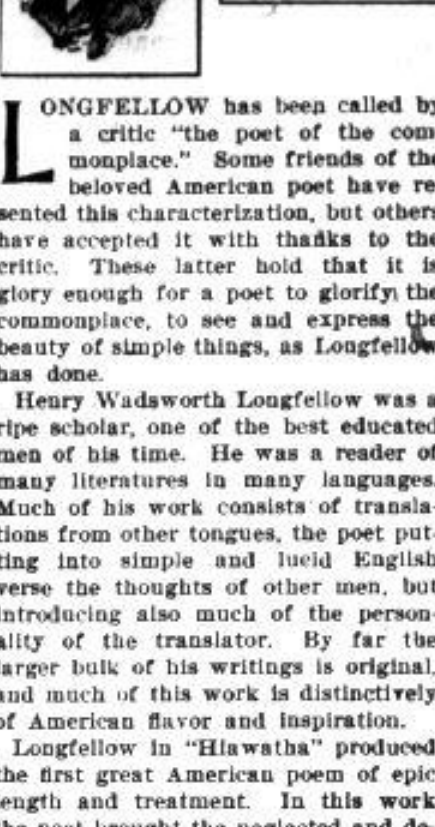 LONGFELLOW has been called by
a critic "the poet of the com
monplace." Some friends of the
beloved American poet have re
sented this characterization, but others
have accepted it with thanks to the
critic. These latter hold that it is
glory enough for a poet to glorify the
commonplace, to see and express the
beauty of simple things, as Longfellow
has done.
Henry Wadsworth Longfellow was a
ripe scholar, one of the best educated
men of his time. He was a reader of
many literatures in many languages.
Much of his work consists of transla-
tions from other tongues, the poet put-
ting into simple and lucid English
verse the thoughts of other men, but
introducing also much of the person-
ality of the translator. By far the
larger bulk of his writings is original,
and much of this work is distinctively
of American flavor and inspiration.
Longfellow in "Hiawatha" produced
the first great American poem of epic
length and treatment. In this work
the poet brought the neglected and de-